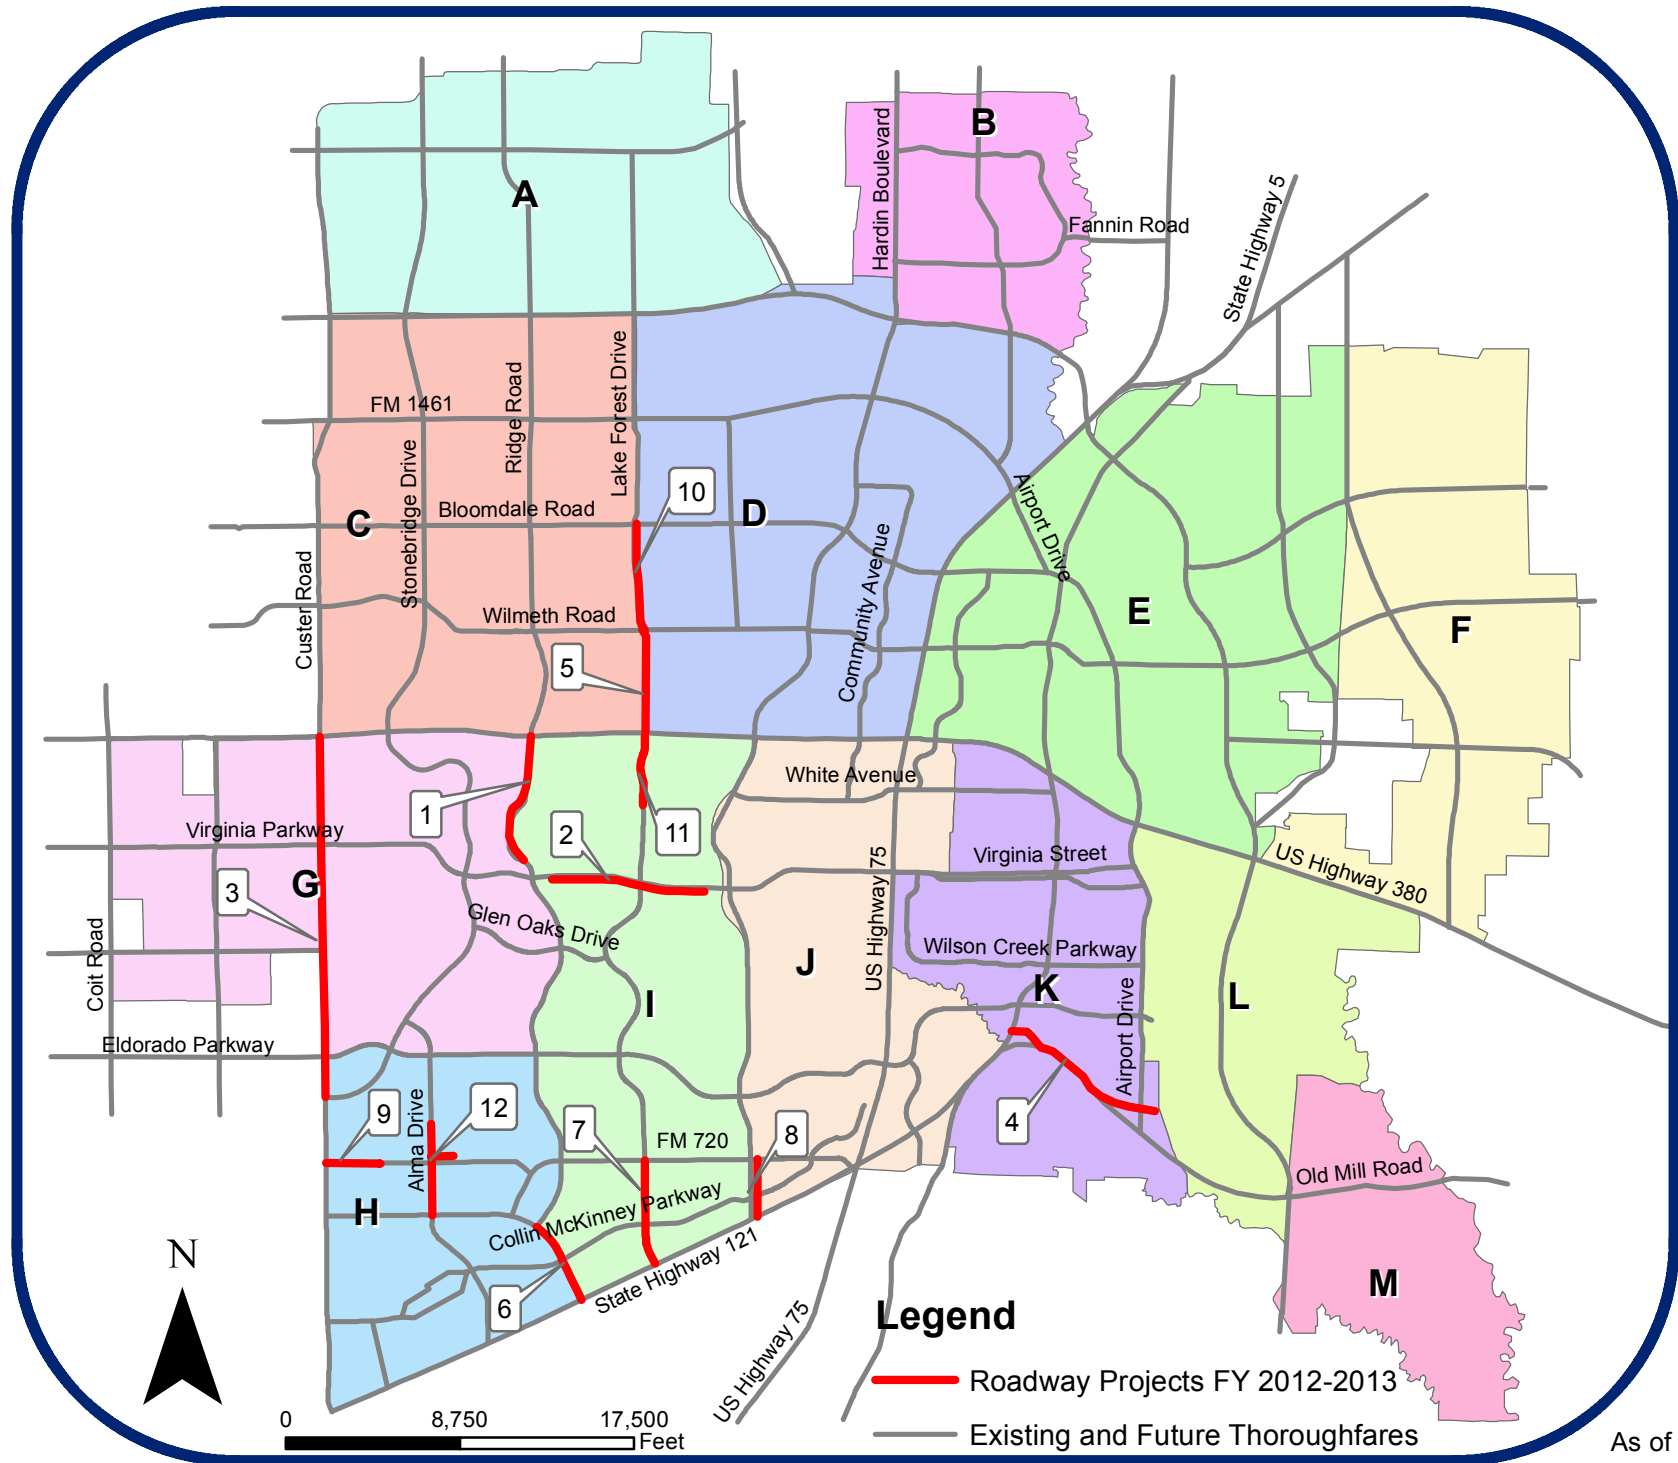 B
A
Hardin Boulevard
Fannin Road
State Highway 5
FM 1461
Ridge Road
Lake Forest Drive
Stonebridge Drive
10
Airport Drive
C
Bloomdale Road
D
Community Avenue
Custer Road
Wilmeth Road
E
F
5
White Avenue
1
Virginia Parkway
2
11
Virginia Street
US Highway 380
G
3
US Highway 75
Glen Oaks Drive
Coit Road
Wilson Creek Parkway
J
K
L
I
Airport Drive
Eldorado Parkway
9
12
Alma Drive
7
FM 720
8
4
Old Mill Road
H
Collin McKinney Parkway
State Highway 121
6
M
N
US Highway 75
Legend
Roadway Projects FY 2012-2013
Existing and Future Thoroughfares
0 8,750 17,500
Feet
As of